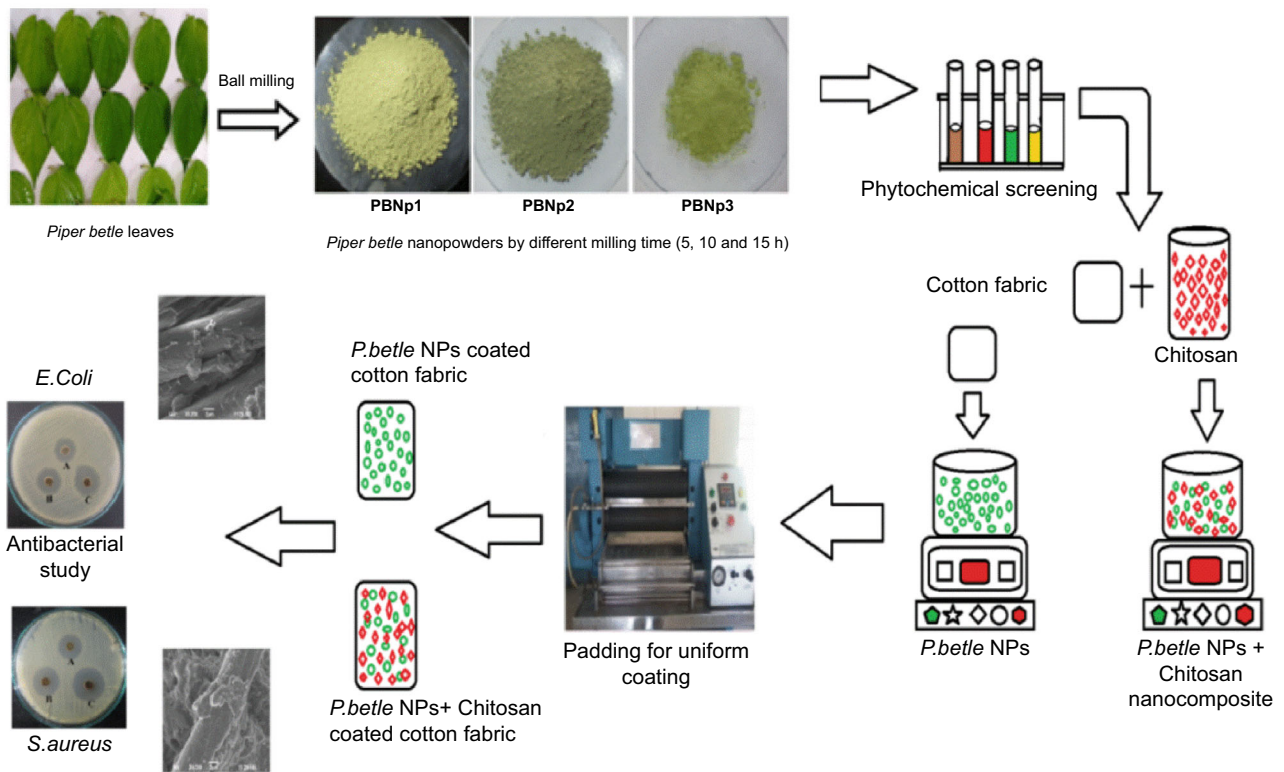 Ball milling
PBNp1
PBNp2
PBNp3
Piper betle leaves
Piper betle nanopowders by different milling time (5, 10 and 15 h)
Phytochemical screening
Cotton fabric
Chitosan
P.betle NPs
P.betle NPs +
Chitosan
nanocomposite
Padding for uniform
coating
P.betle NPs coated
cotton fabric
P.betle NPs+ Chitosan
coated cotton fabric
E.Coli
A
B
C
Antibacterial
study
A
B
C
S.aureus